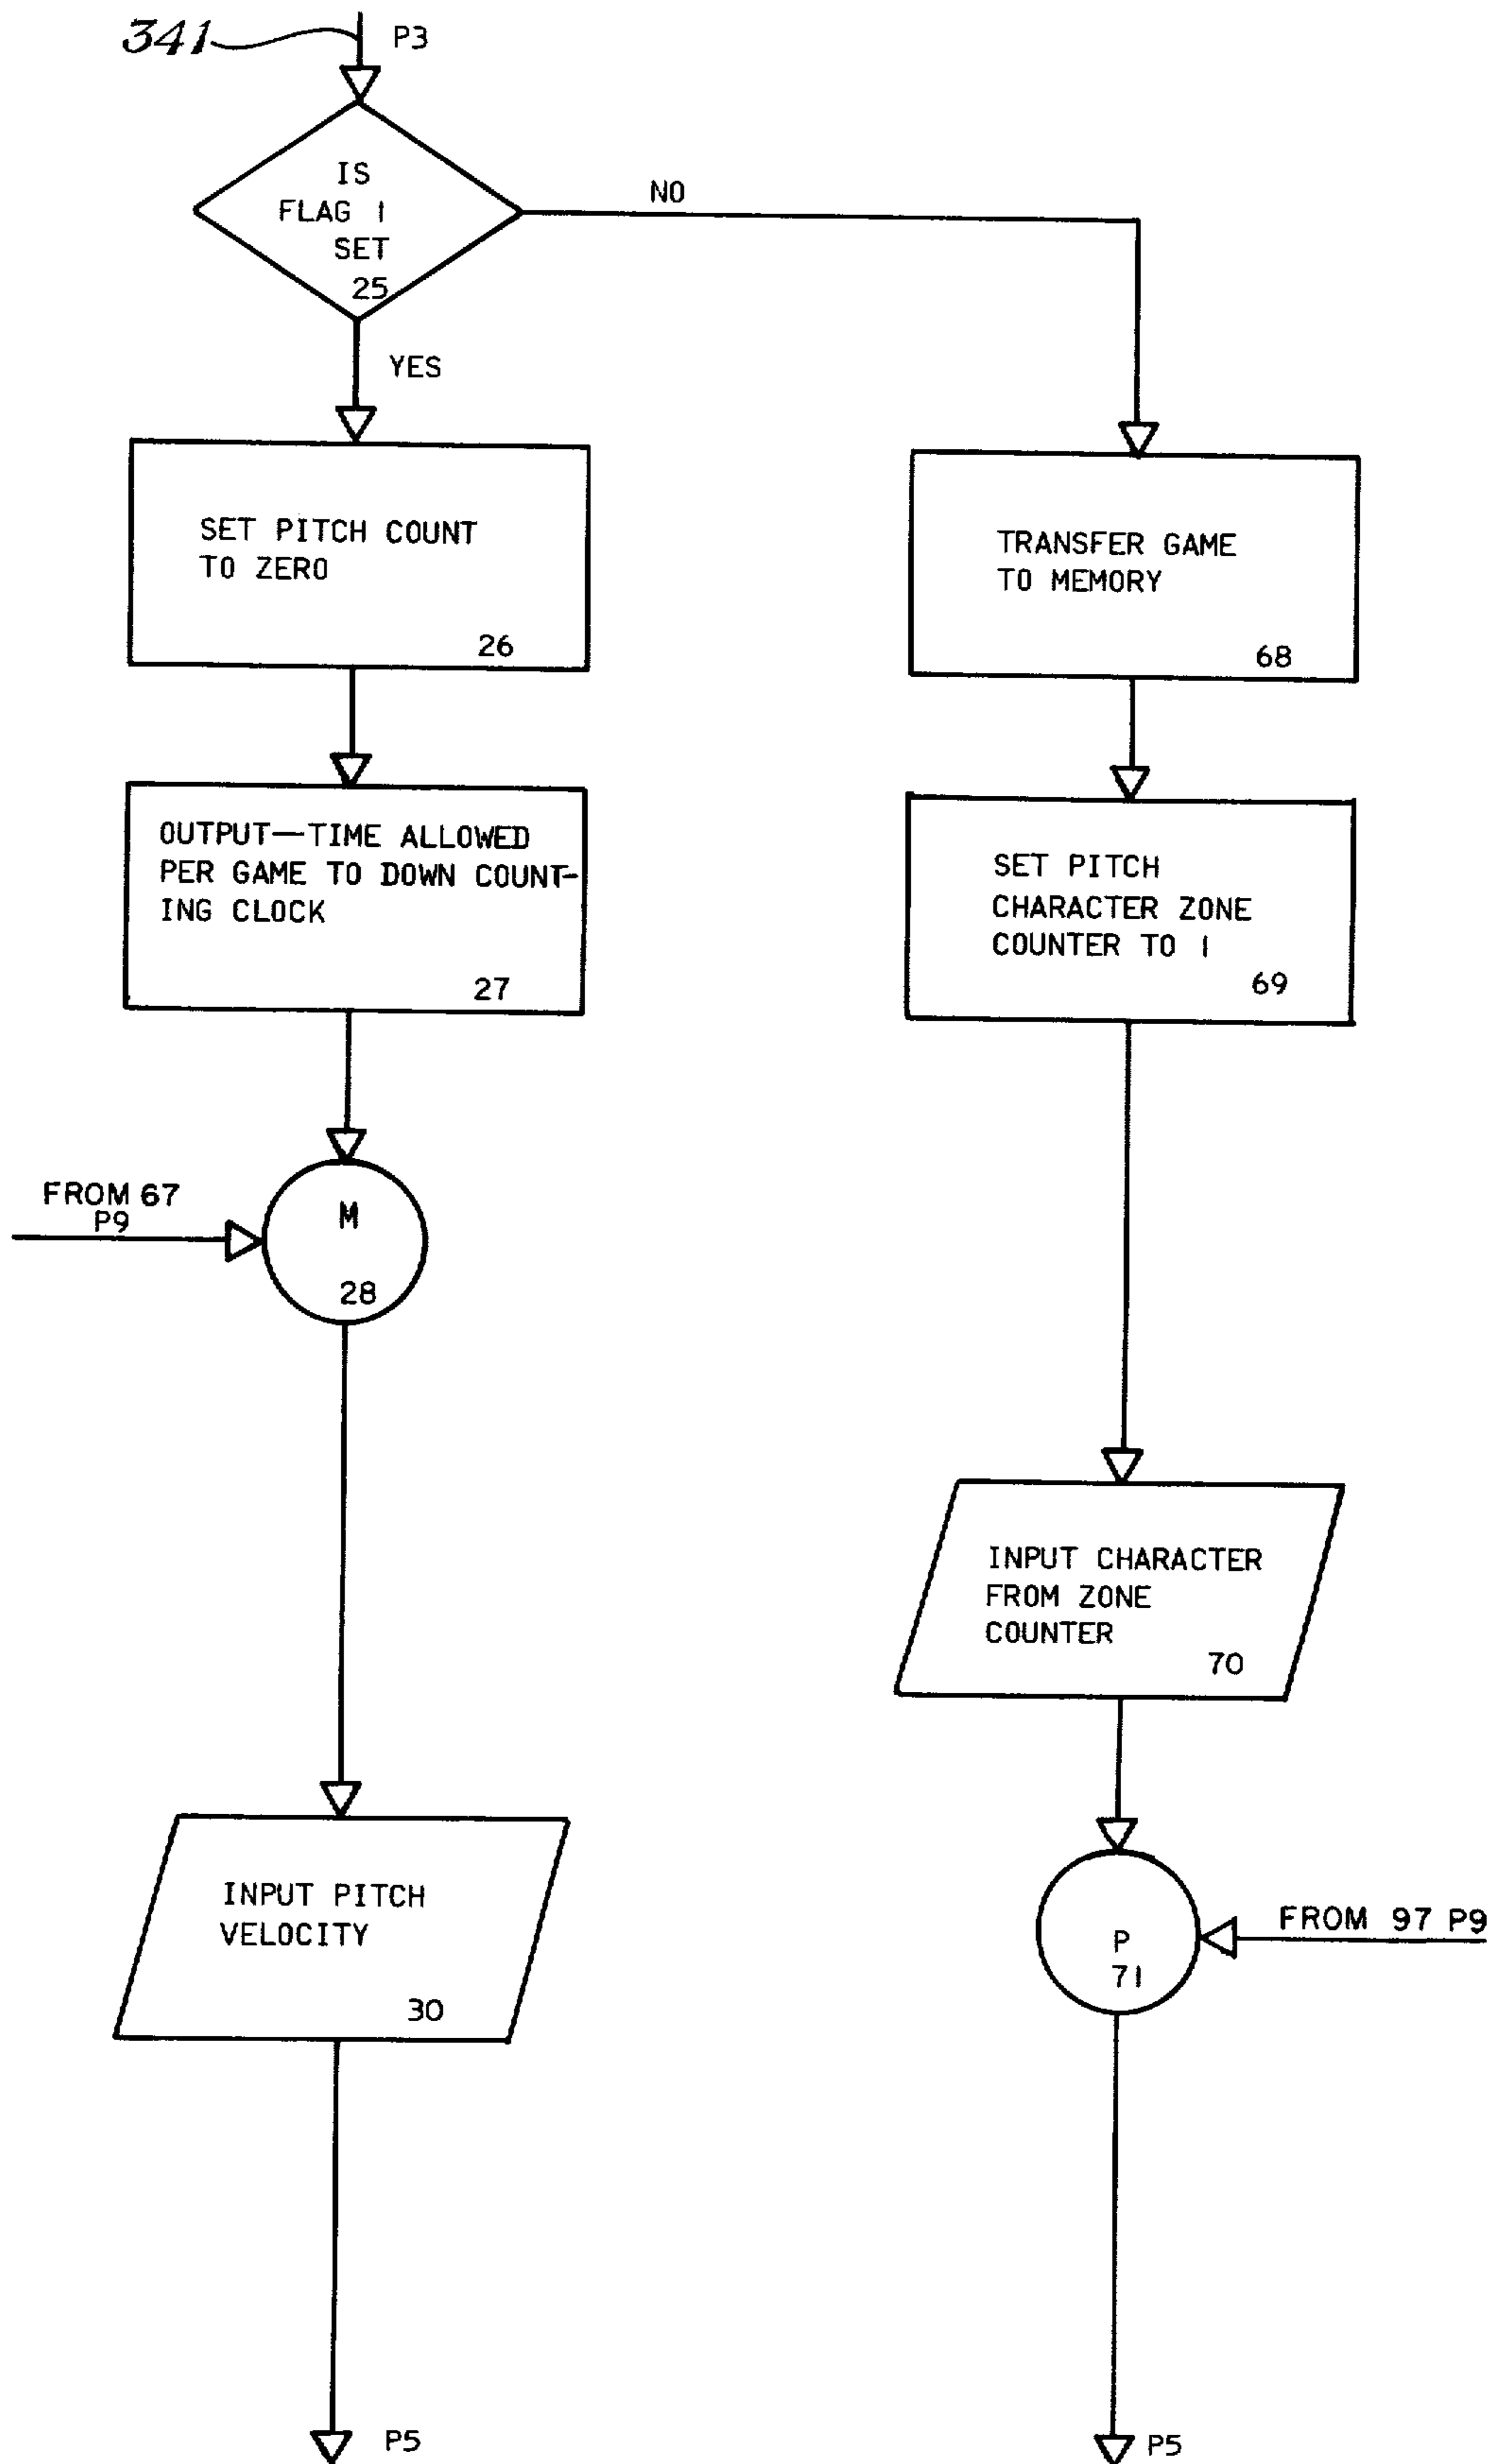 341
P3
IS
FLAG 1
SET
25
NO
YES
SET PITCH COUNT
TO ZERO
26
TRANSFER GAME
TO MEMORY
68
OUTPUT—TIME ALLOWED
PER GAME TO DOWN COUNT-
ING CLOCK
27
SET PITCH
CHARACTER ZONE
COUNTER TO 1
69
FROM 67
P9
M
28
INPUT CHARACTER
FROM ZONE
COUNTER
70
INPUT PITCH
VELOCITY
30
P
71
FROM 97 P9
P5
P5